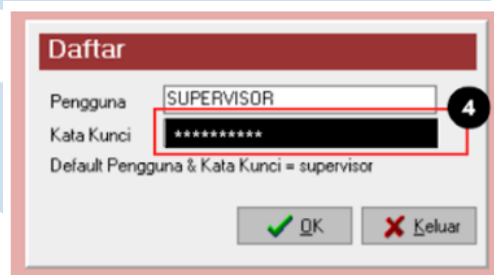 Daftar
Pengguna SUPERVISOR
4
Kata Kunci **********
Default Pengguna & Kata Kunci = supervisor
OK Keluar